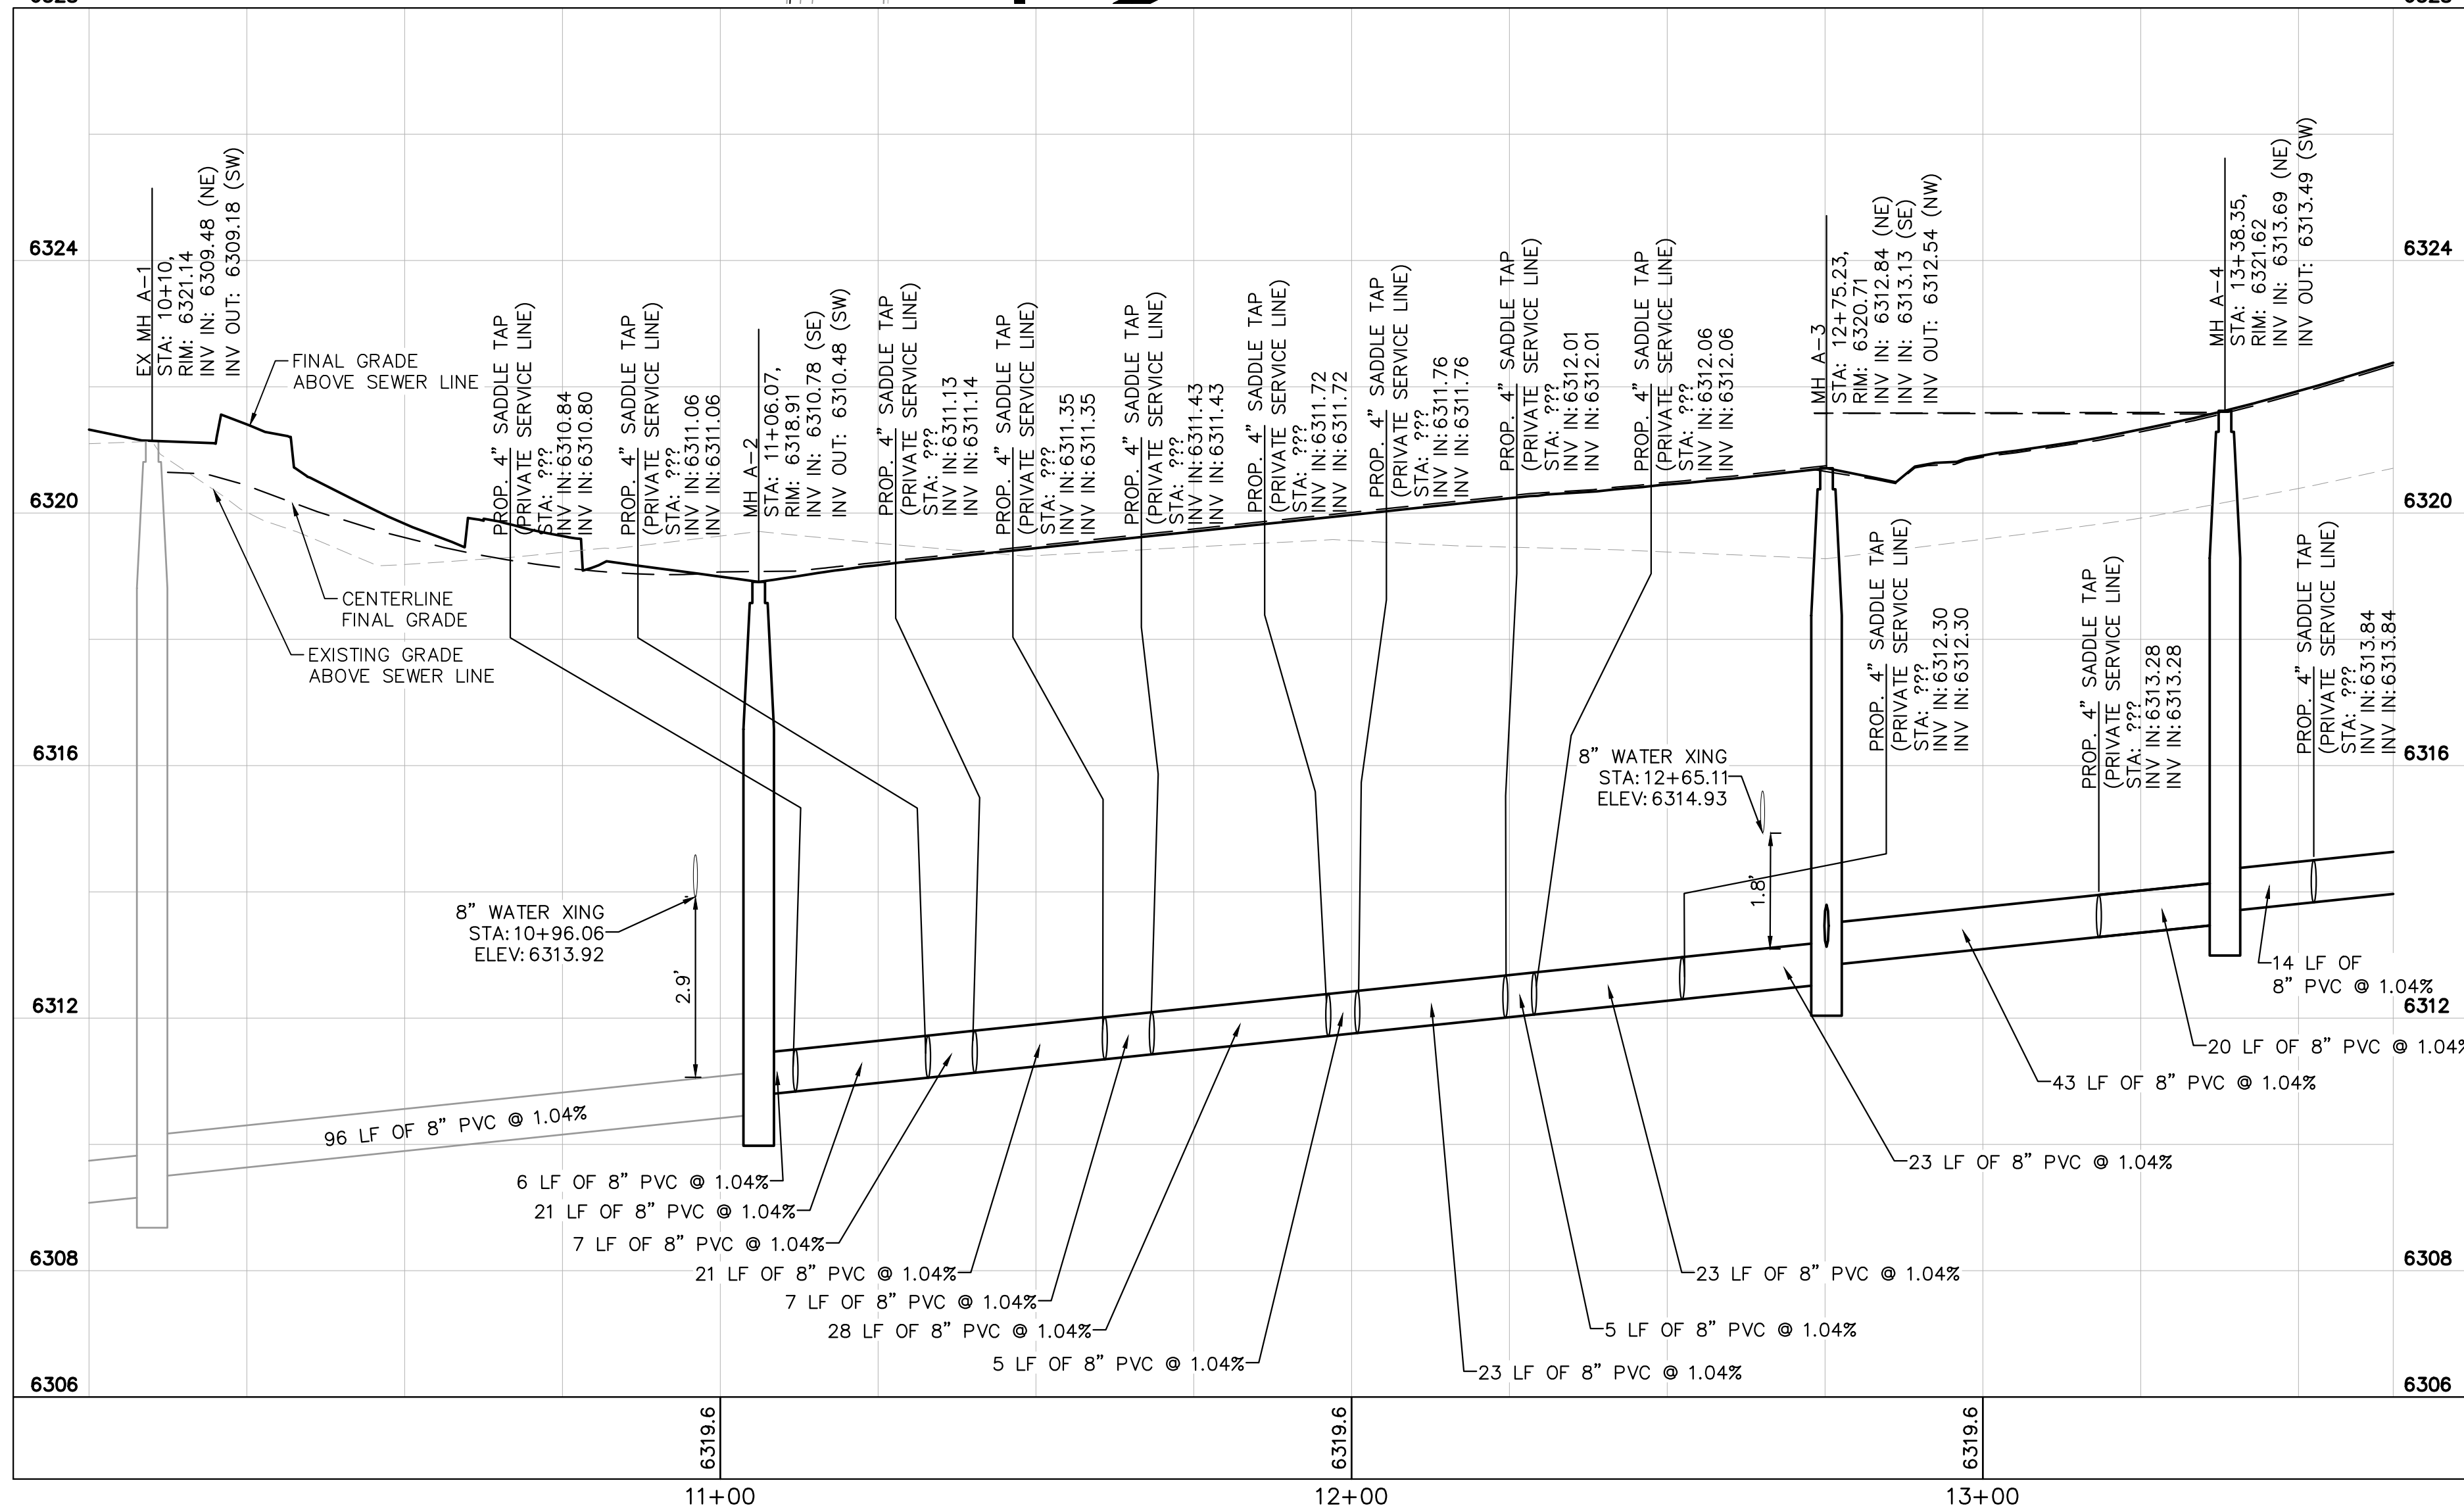 6324
6320
6316
6312
6308
6306
EX MH A-1
STA: 10+10,
RIM: 6321.14
INV IN: 6309.48 (NE)
INV OUT: 6309.18 (SW)
FINAL GRADE
ABOVE SEWER LINE
CENTERLINE
FINAL GRADE
EXISTING GRADE
ABOVE SEWER LINE
PROP. 4" SADDLE TAP
(PRIVATE SERVICE LINE)
STA: ???
INV IN:6310.84
INV IN:6310.80
PROP. 4" SADDLE TAP
(PRIVATE SERVICE LINE)
STA: ???
INV IN:6311.06
INV IN:6311.06
MH A-2
STA: 11+06.07,
RIM: 6318.91
INV IN: 6310.78 (SE)
INV OUT: 6310.48 (SW)
PROP. 4" SADDLE TAP
(PRIVATE SERVICE LINE)
STA: ???
INV IN:6311.13
INV IN:6311.14
PROP. 4" SADDLE TAP
(PRIVATE SERVICE LINE)
STA: ???
INV IN:6311.35
INV IN:6311.35
PROP. 4" SADDLE TAP
(PRIVATE SERVICE LINE)
STA: ???
INV IN:6311.43
INV IN:6311.43
PROP. 4" SADDLE TAP
(PRIVATE SERVICE LINE)
STA: ???
INV IN:6311.72
INV IN:6311.72
PROP. 4" SADDLE TAP
(PRIVATE SERVICE LINE)
STA: ???
INV IN:6311.76
INV IN:6311.76
PROP. 4" SADDLE TAP
(PRIVATE SERVICE LINE)
STA: ???
INV IN:6312.01
INV IN:6312.01
PROP. 4" SADDLE TAP
(PRIVATE SERVICE LINE)
STA: ???
INV IN:6312.06
INV IN:6312.06
MH A-3
STA: 12+75.23,
RIM: 6320.71
INV IN: 6312.84 (NE)
INV IN: 6313.13 (SE)
INV OUT: 6312.54 (NW)
PROP. 4" SADDLE TAP
(PRIVATE SERVICE LINE)
STA: ???
INV IN:6312.30
INV IN:6312.30
PROP. 4" SADDLE TAP
(PRIVATE SERVICE LINE)
STA: ???
INV IN:6313.28
INV IN:6313.28
MH A-4
STA: 13+38.35,
RIM: 6321.62
INV IN: 6313.69 (NE)
INV OUT: 6313.49 (SW)
PROP. 4" SADDLE TAP
(PRIVATE SERVICE LINE)
STA: ???
INV IN:6313.84
INV IN:6313.84
8" WATER XING
STA:10+96.06
ELEV:6313.92
2.9'
8" WATER XING
STA:12+65.11
ELEV:6314.93
1.8'
96 LF OF 8" PVC @ 1.04%
6 LF OF 8" PVC @ 1.04%
21 LF OF 8" PVC @ 1.04%
7 LF OF 8" PVC @ 1.04%
21 LF OF 8" PVC @ 1.04%
7 LF OF 8" PVC @ 1.04%
28 LF OF 8" PVC @ 1.04%
5 LF OF 8" PVC @ 1.04%
23 LF OF 8" PVC @ 1.04%
5 LF OF 8" PVC @ 1.04%
23 LF OF 8" PVC @ 1.04%
23 LF OF 8" PVC @ 1.04%
43 LF OF 8" PVC @ 1.04%
20 LF OF 8" PVC @ 1.04%
14 LF OF
8" PVC @ 1.04%
6324
6320
6316
6312
6308
6306
6319.6
6319.6
6319.6
11+00
12+00
13+00